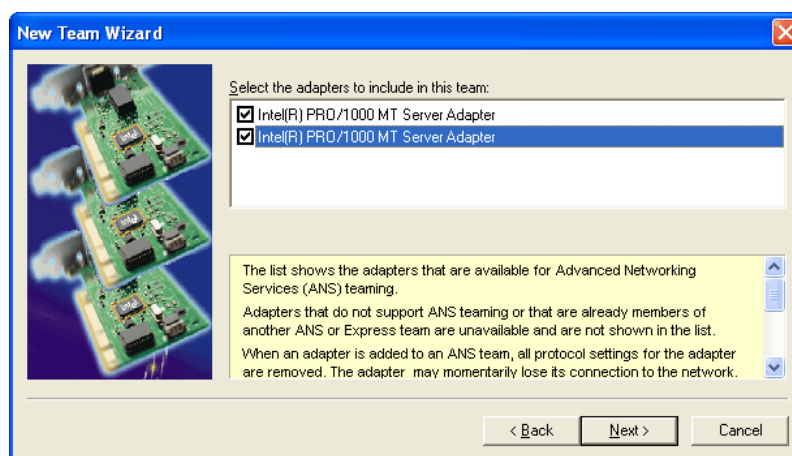 New Team Wizard
Select the adapters to include in this team:
Intel(R) PRO/1000 MT Server Adapter
Intel(R) PRO/1000 MT Server Adapter
The list shows the adapters that are available for Advanced Networking
Services (ANS) teaming.
Adapters that do not support ANS teaming or that are already members of
another ANS or Express team are unavailable and are not shown in the list.
When an adapter is added to an ANS team, all protocol settings for the adapter
are removed. The adapter may momentarily lose its connection to the network.
< Back
Next >
Cancel